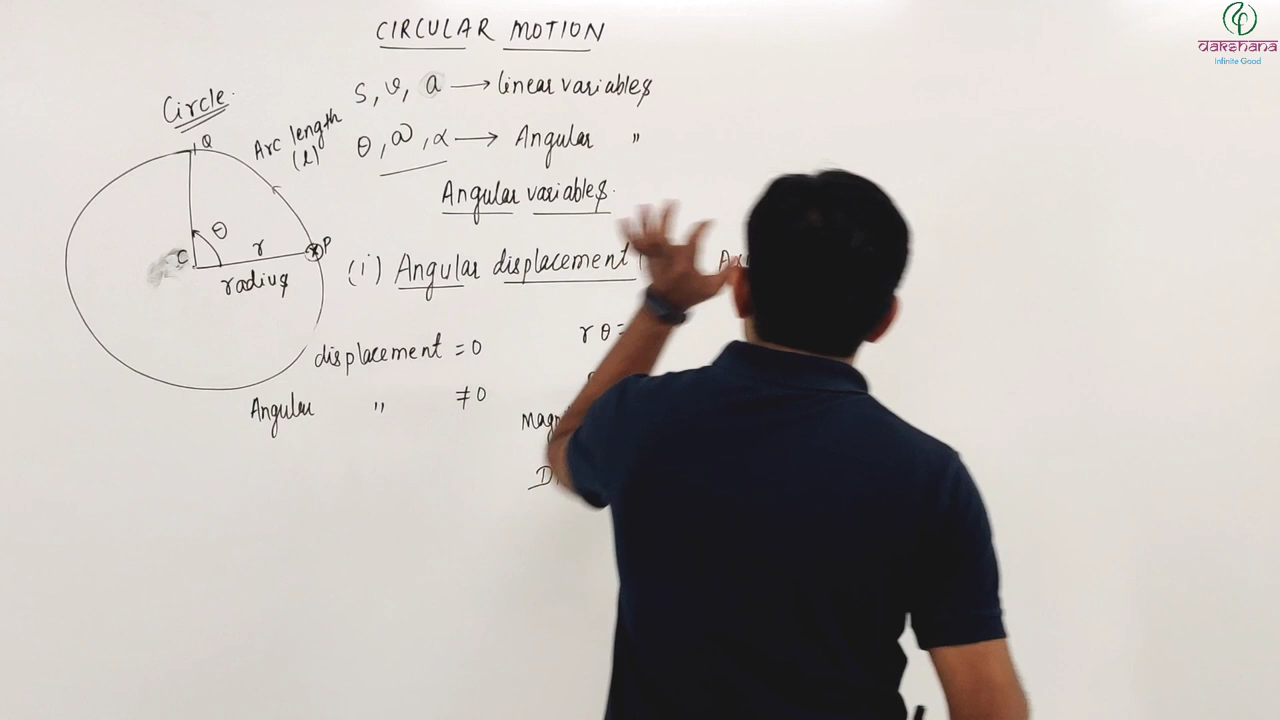 CIRCULAR MOTION
dakshana
Infinite Good
Circle
S, v, a → linear variables
Arc length
(l)
θ, ω, α → Angular "
Q
Angular variables
θ
C
r
P
radius
(i) Angular displacement (
displacement = 0
r θ =
Angular " ≠ 0